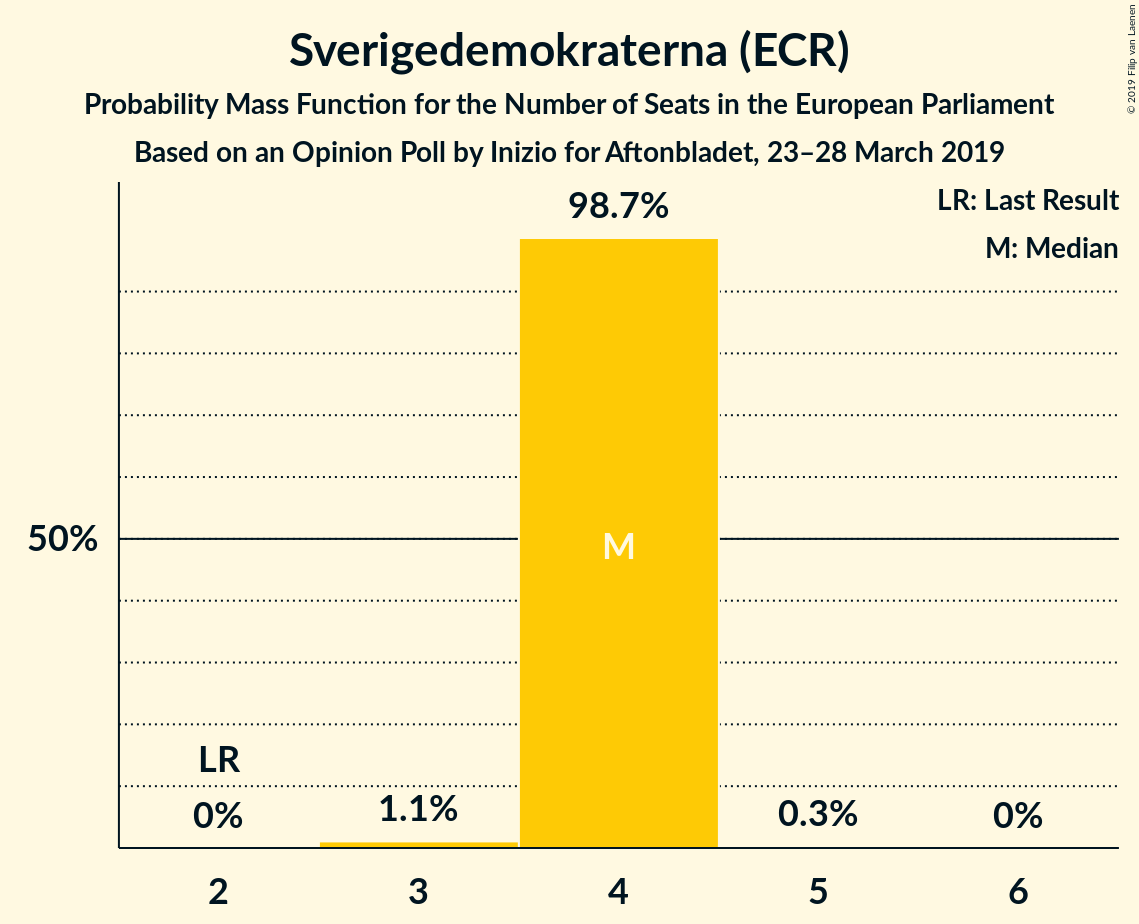 Sverigedemokraterna (ECR)
Probability Mass Function for the Number of Seats in the European Parliament
Based on an Opinion Poll by Inizio for Aftonbladet, 23–28 March 2019
© 2019 Filip van Laenen
LR: Last Result
M: Median
98.7%
50%
M
LR
0%
1.1%
0.3%
0%
2
3
4
5
6